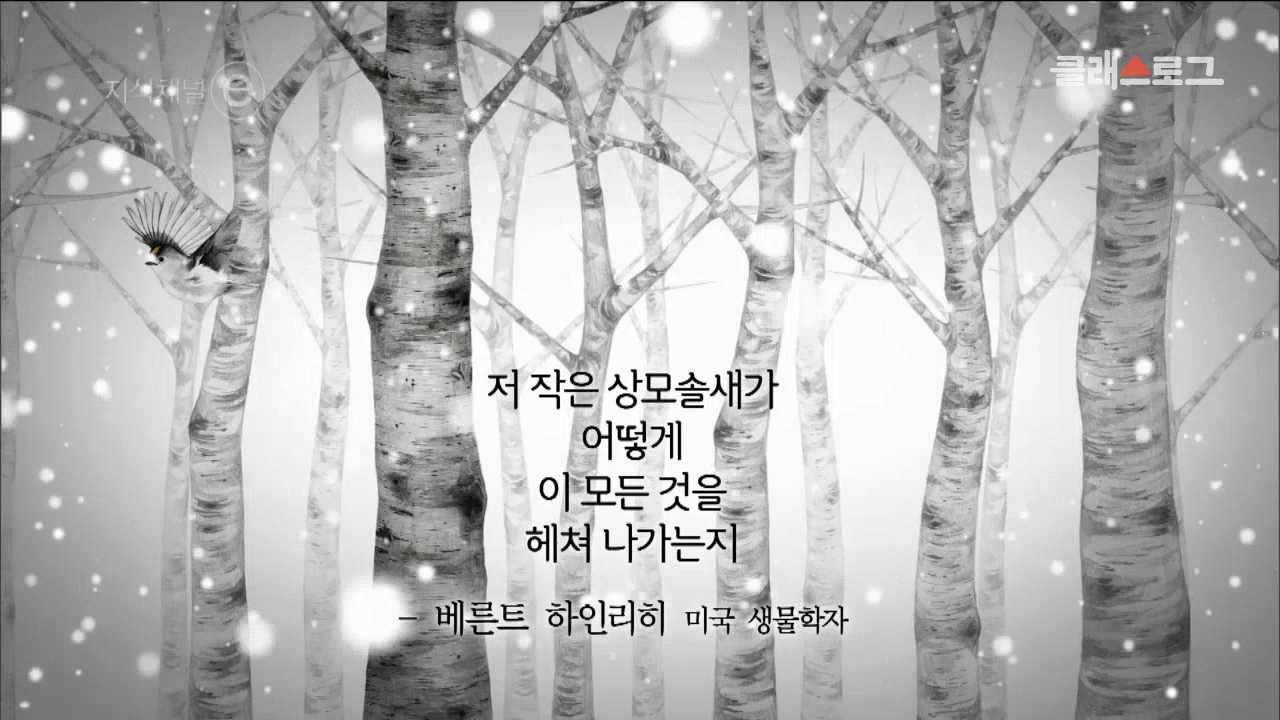 지식채널 e
클래스로그
저 작은 상모솔새가
어떻게
이 모든 것을
헤쳐 나가는지
- 베른트 하인리히 미국 생물학자